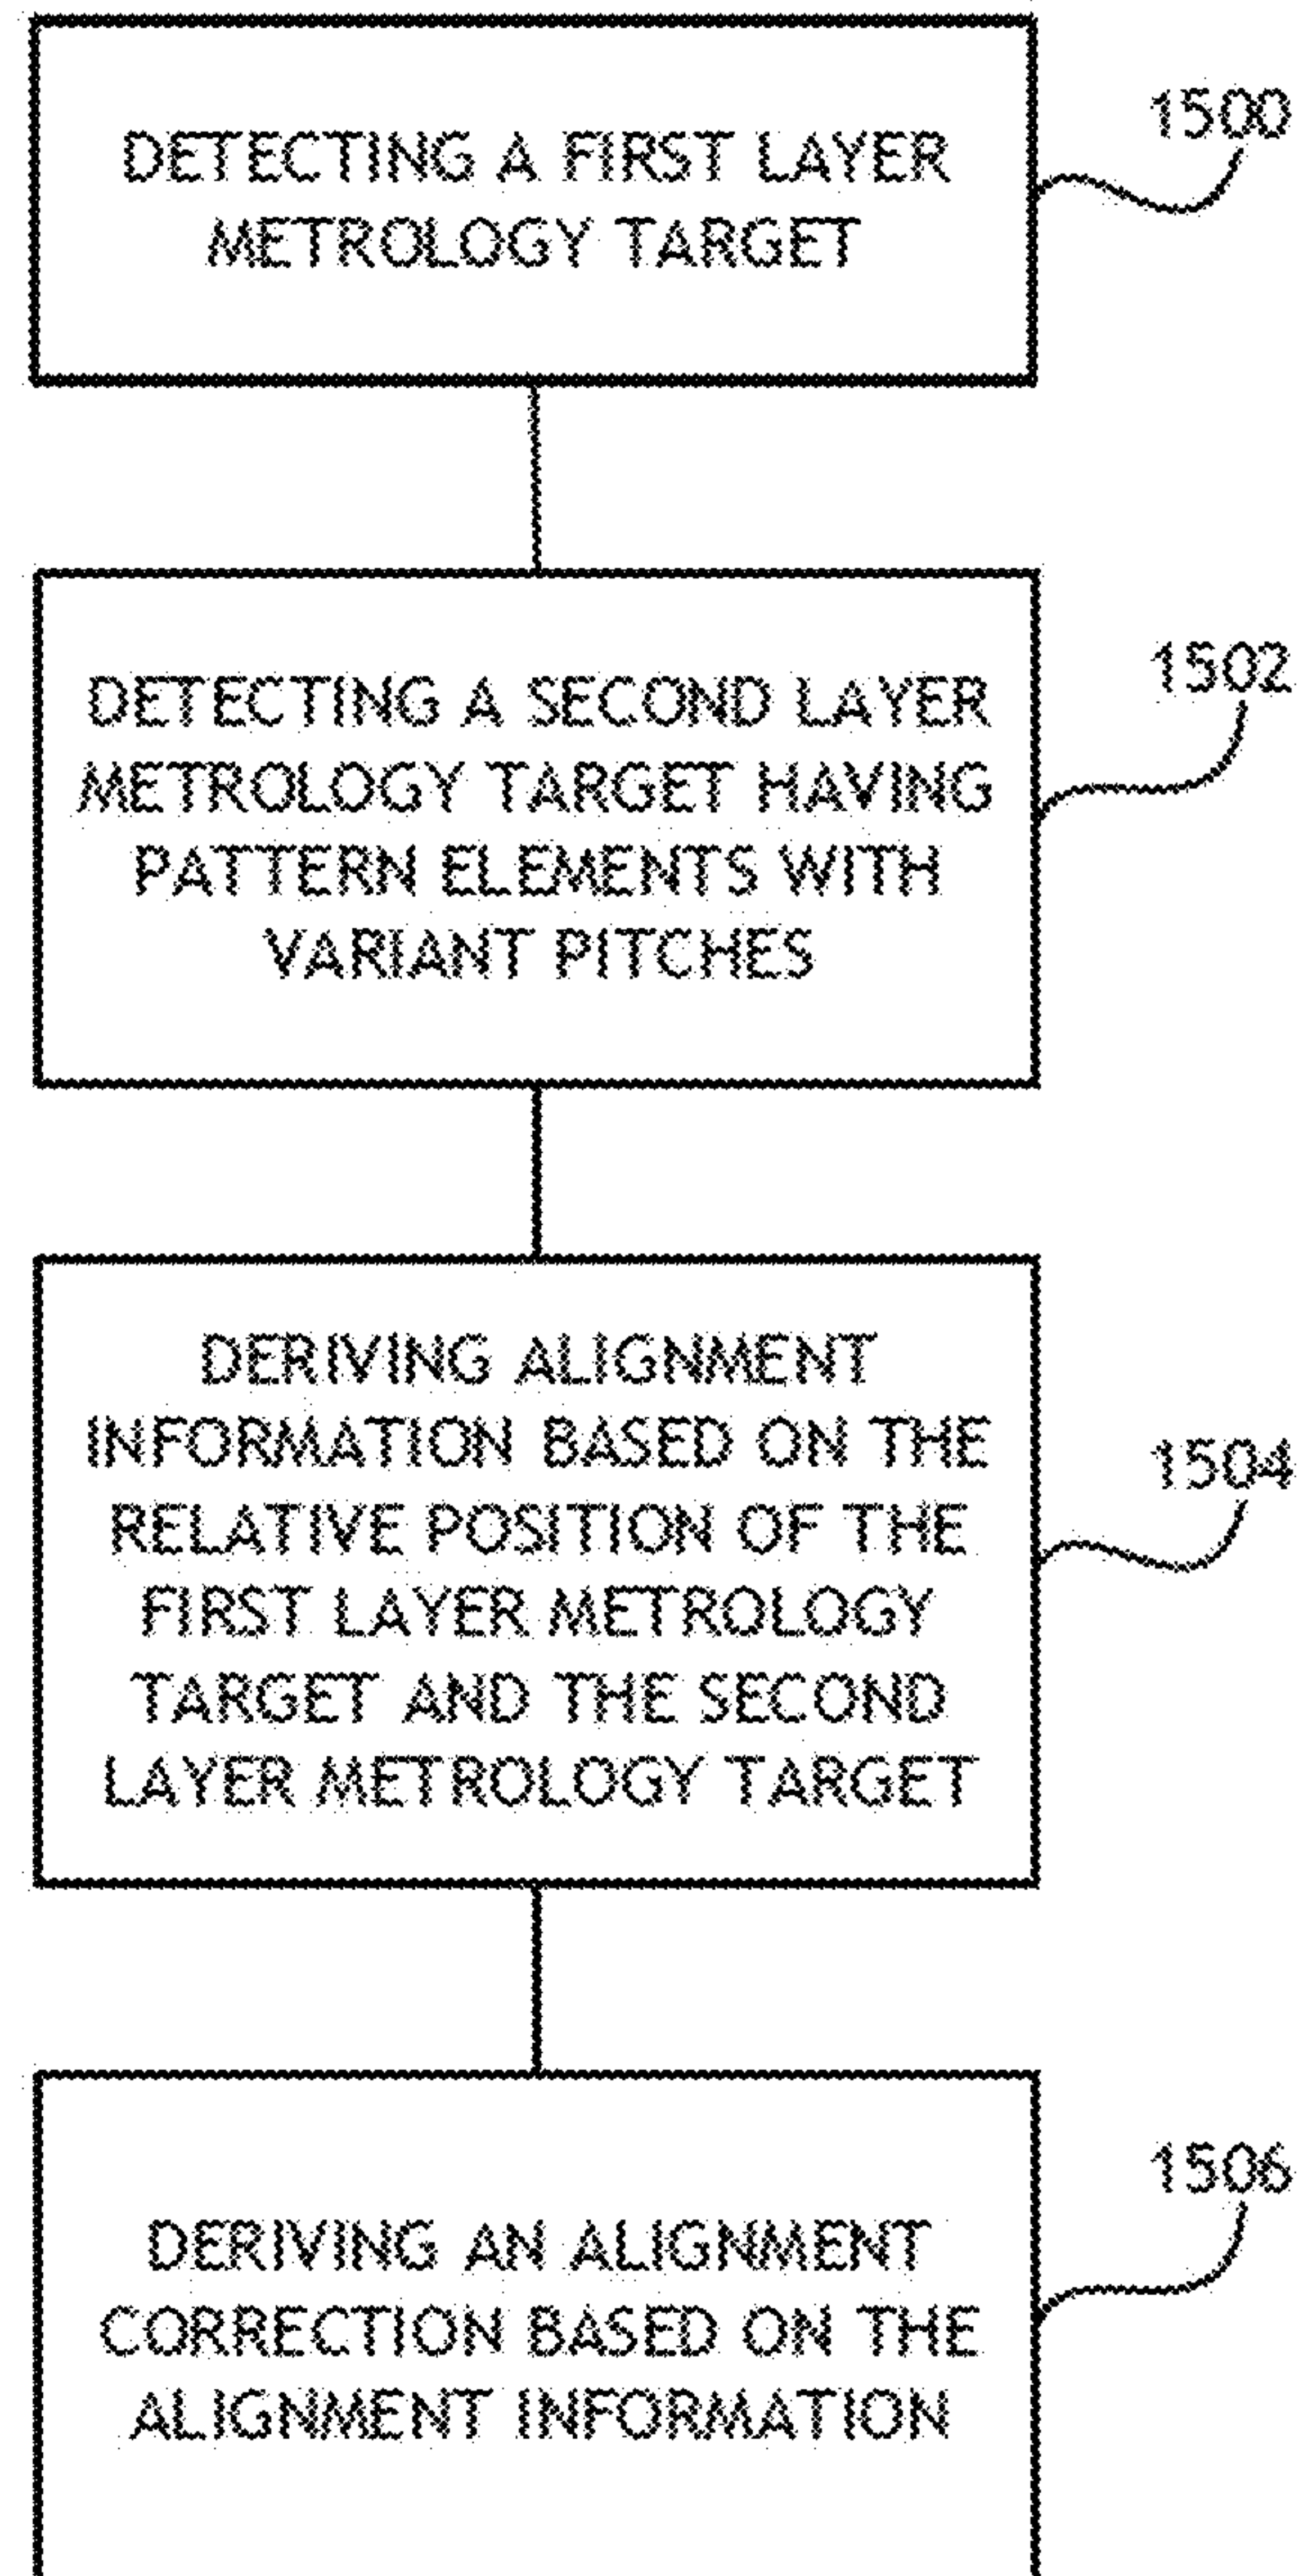 DETECTING A FIRST LAYER
METROLOGY TARGET
1500
DETECTING A SECOND LAYER
METROLOGY TARGET HAVING
PATTERN ELEMENTS WITH
VARIANT PITCHES
1502
DERIVING ALIGNMENT
INFORMATION BASED ON THE
RELATIVE POSITION OF THE
FIRST LAYER METROLOGY
TARGET AND THE SECOND
LAYER METROLOGY TARGET
1504
DERIVING AN ALIGNMENT
CORRECTION BASED ON THE
ALIGNMENT INFORMATION
1506